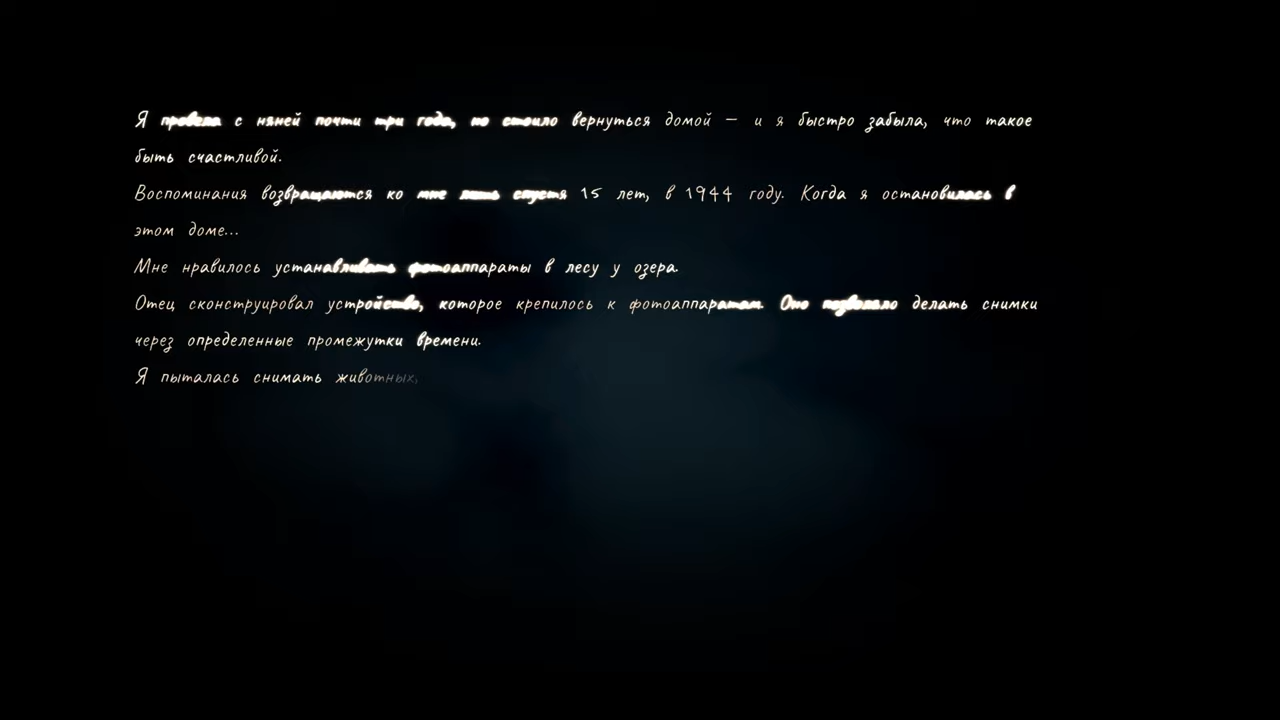 Я провела с няней почти три года, но стоило вернуться домой – и я быстро забыла, что такое
быть счастливой.
Воспоминания возвращаются ко мне лишь спустя 15 лет, в 1944 году. Когда я остановилась в
этом доме...
Мне нравилось устанавливать фотоаппараты в лесу у озера.
Отец сконструировал устройство, которое крепилось к фотоаппаратам. Оно позволяло делать снимки
через определенные промежутки времени.
Я пыталась снимать животных,